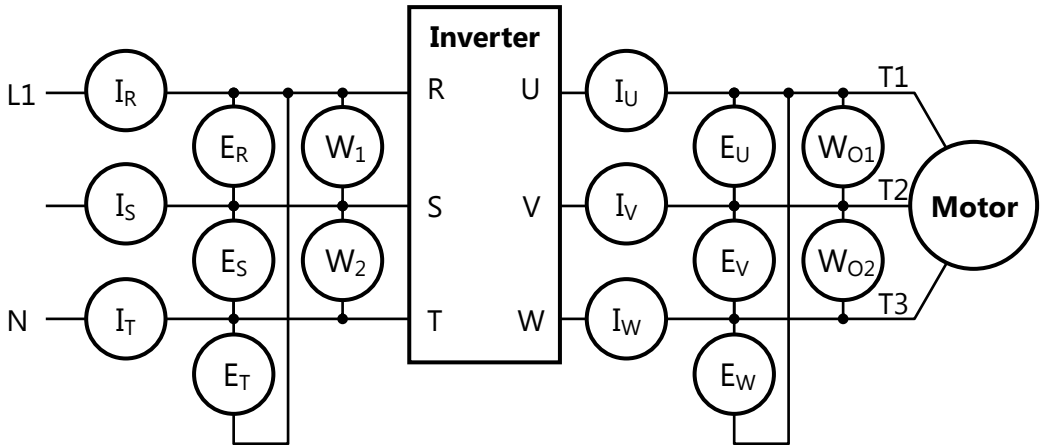 Inverter
L1 I_R R U I_U T1
E_R W_1 E_U W_O1
I_S S V I_V T2 Motor
E_S W_2 E_V W_O2
N I_T T W I_W T3
E_T E_W